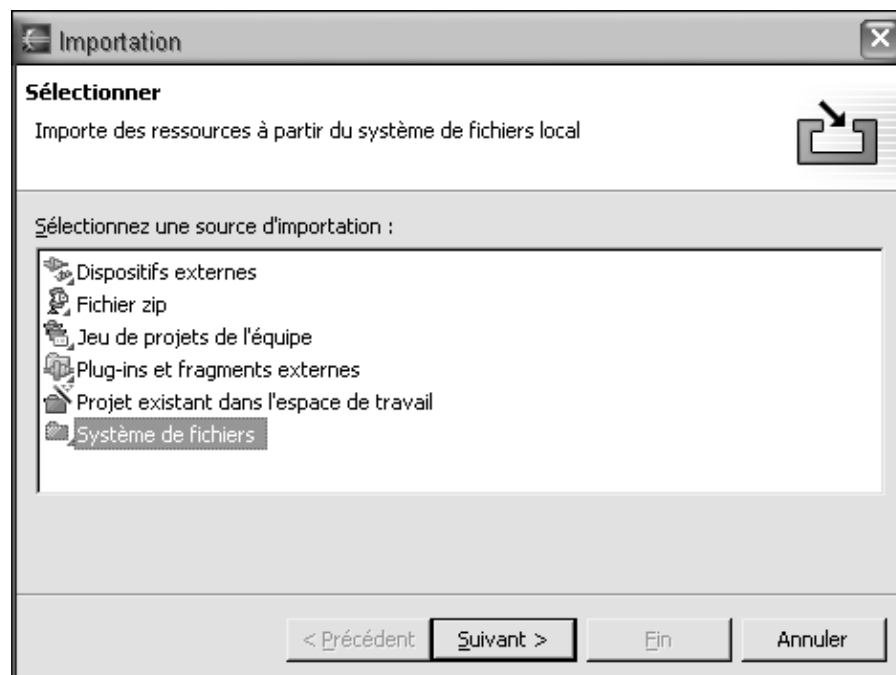 Importation
Sélectionner
Importe des ressources à partir du système de fichiers local
Sélectionnez une source d'importation :
Dispositifs externes
Fichier zip
Jeu de projets de l'équipe
Plug-ins et fragments externes
Projet existant dans l'espace de travail
Système de fichiers
< Précédent Suivant > Fin Annuler